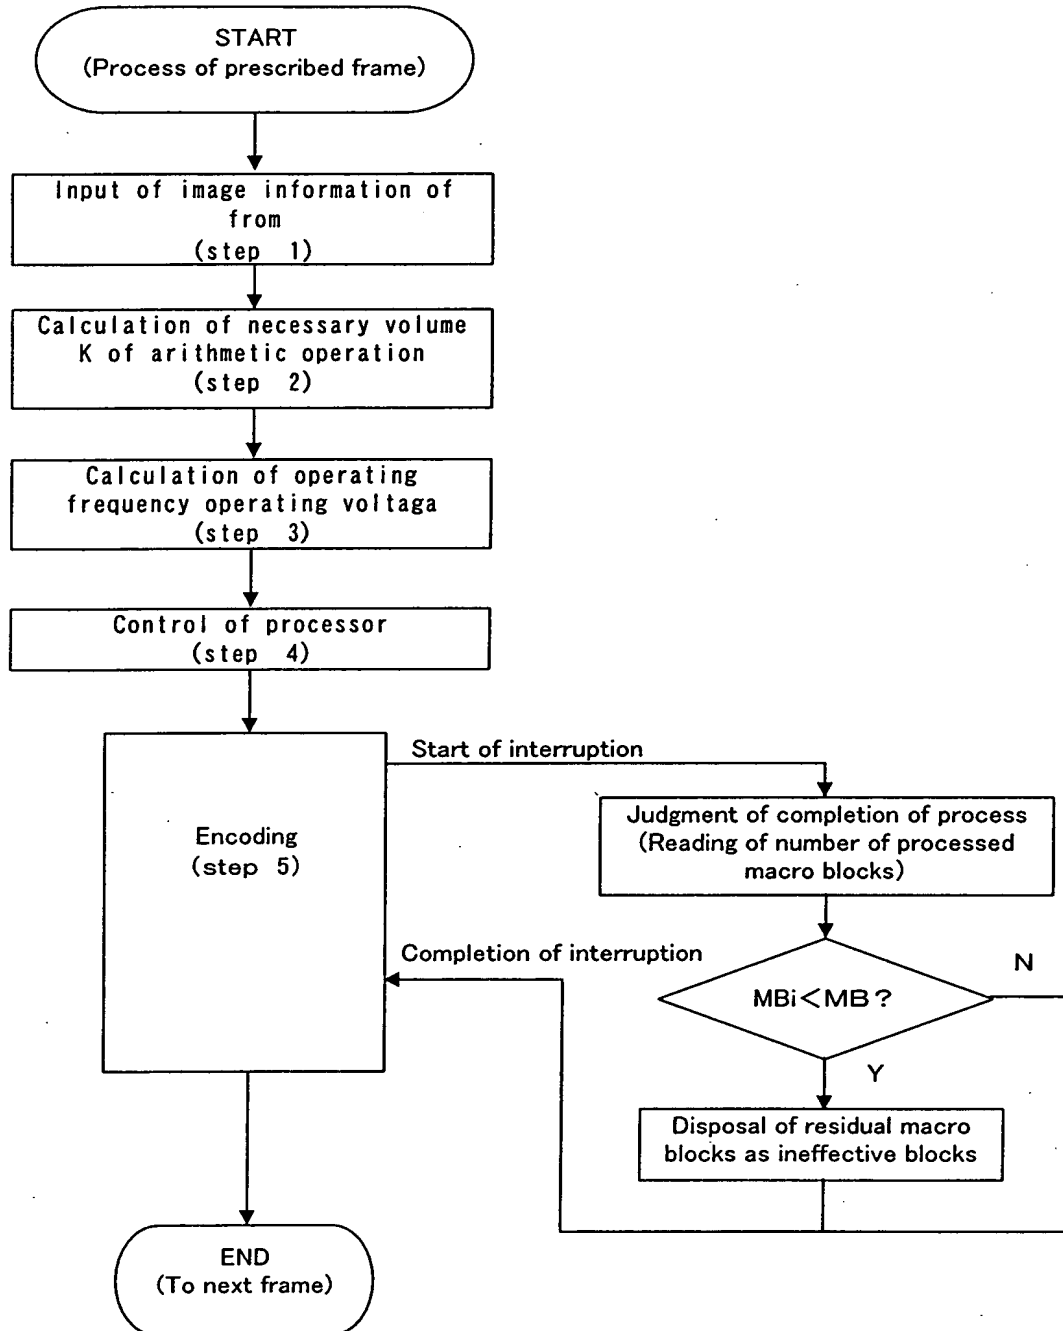 START
(Process of prescribed frame)
Input of image information of
from
(step 1)
Calculation of necessary volume
K of arithmetic operation
(step 2)
Calculation of operating
frequency operating voltaga
(step 3)
Control of processor
(step 4)
Encoding
(step 5)
Start of interruption
Judgment of completion of process
(Reading of number of processed
macro blocks)
Completion of interruption
MBi<MB?
N
Y
Disposal of residual macro
blocks as ineffective blocks
END
(To next frame)